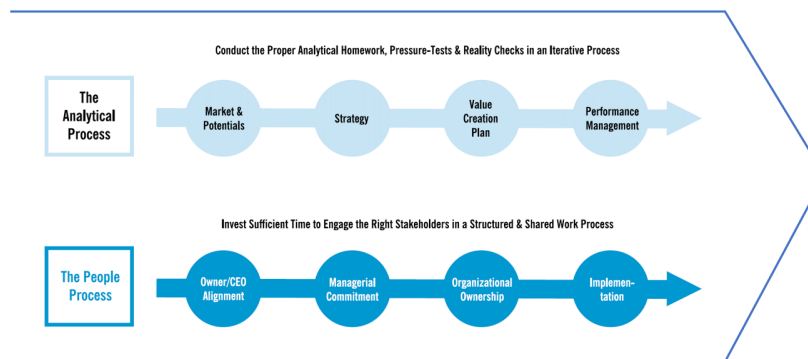 Conduct the Proper Analytical Homework, Pressure-Tests & Reality Checks in an Iterative Process
The
Analytical
Process
Market &
Potentials
Strategy
Value
Creation
Plan
Performance
Management
Invest Sufficient Time to Engage the Right Stakeholders in a Structured & Shared Work Process
The People
Process
Owner/CEO
Alignment
Managerial
Commitment
Organizational
Ownership
Implemen-
tation